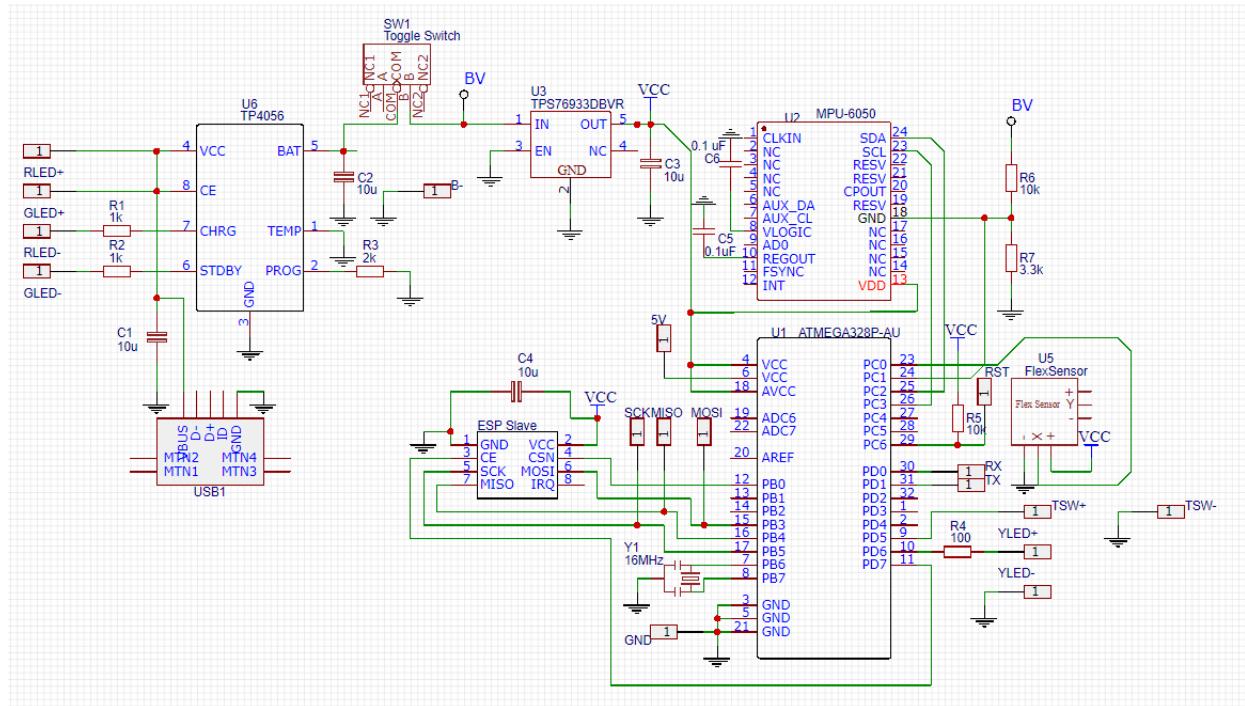 SW1
Toggle Switch
NC1
A
COM
B
NC2
NC1
A
COM
B
NC2
BV
U6
TP4056
4 VCC
8 CE
7 CHRG
6 STDBY
BAT 5
TEMP 1
PROG 2
GND
3
1
RLED+
1
GLED+
1
RLED-
1
GLED-
R1
1k
R2
1k
C1
10u
C2
10u
1 B-
R3
2k
U3
TPS76933DBVR
1 IN
3 EN
OUT 5
NC 4
GND
2
VCC
C3
10u
0.1 uF
C6
C5
0.1uF
U2
MPU-6050
1 CLKIN
2 NC
3 NC
4 NC
5 NC
6 AUX_DA
7 AUX_CL
8 VLOGIC
9 AD0
10 REGOUT
11 FSYNC
12 INT
SDA 24
SCL 23
RESV 22
RESV 21
CPOUT 20
RESV 19
GND 18
NC 17
NC 16
NC 15
NC 14
VDD 13
BV
R6
10k
R7
3.3k
VBUS
D-
D+
ID
GND
MTN2
MTN1
MTN4
MTN3
USB1
C4
10u
VCC
ESP Slave
1 GND
3 CE
5 SCK
7 MISO
VCC 2
CSN 4
MOSI 6
IRQ 8
SCK
1
MISO
1
MOSI
1
5V
1
Y1
16MHz
GND 1
U1
ATMEGA328P-AU
4 VCC
6 VCC
18 AVCC
19 ADC6
22 ADC7
20 AREF
12 PB0
13 PB1
14 PB2
15 PB3
16 PB4
17 PB5
7 PB6
8 PB7
3 GND
5 GND
21 GND
PC0 23
PC1 24
PC2 25
PC3 26
PC4 27
PC5 28
PC6 29
PD0 30
PD1 31
PD2 32
PD3 1
PD4 2
PD5 9
PD6 10
PD7 11
VCC
R5
10k
RST
1
U5
FlexSensor
Flex Sensor
+
Y
-
- X +
VCC
1 RX
1 TX
1 TSW+
1 TSW-
R4
100
YLED+
1
YLED-
1